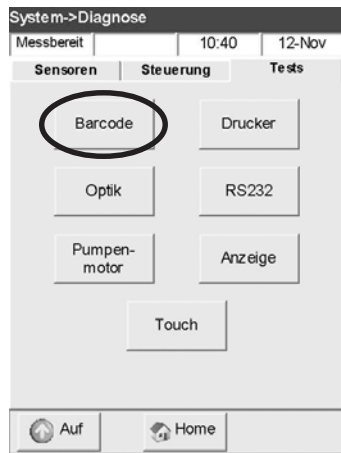 System->Diagnose
Messbereit 10:40 12-Nov
Sensoren Steuerung Tests
Barcode Drucker
Optik RS232
Pumpen-
motor
Anzeige
Touch
Auf Home